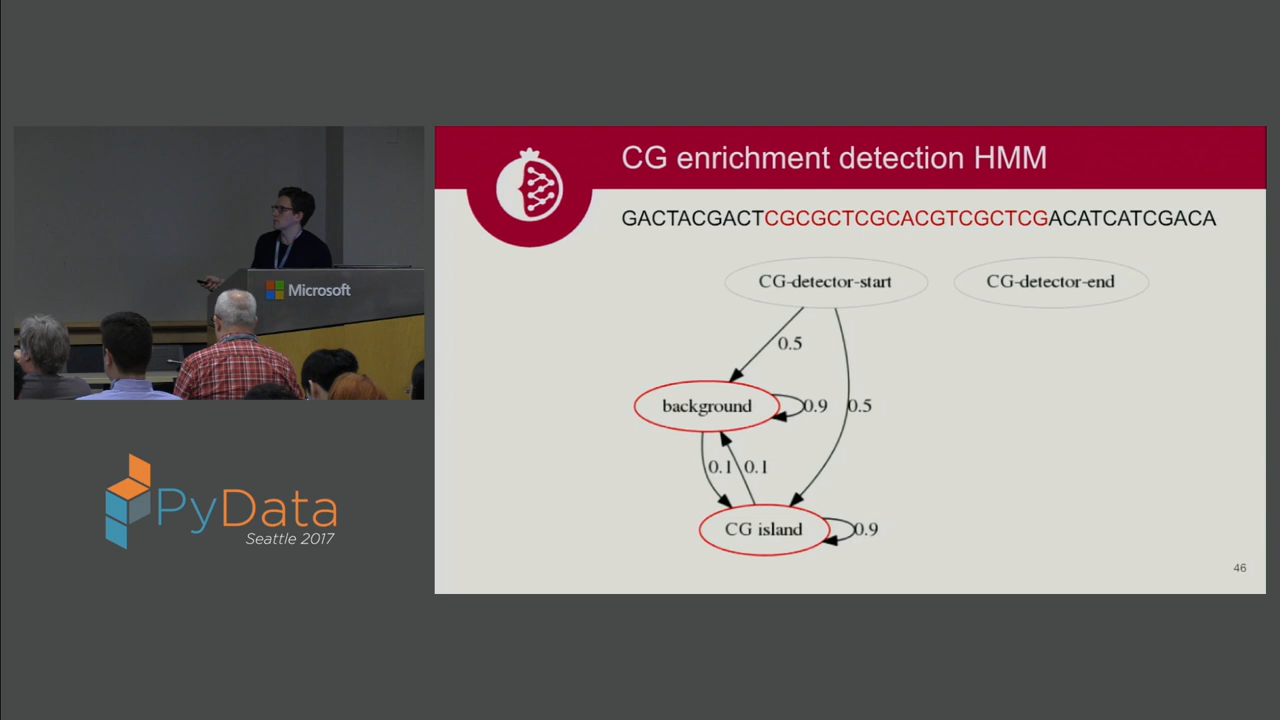 CG enrichment detection HMM
GACTACGACTCGCGCTCGCACGTCGCTCGACATCATCGACA
CG-detector-start
CG-detector-end
0.5
background
0.9
0.5
0.1
0.1
CG island
0.9
46
Microsoft
PyData
Seattle 2017